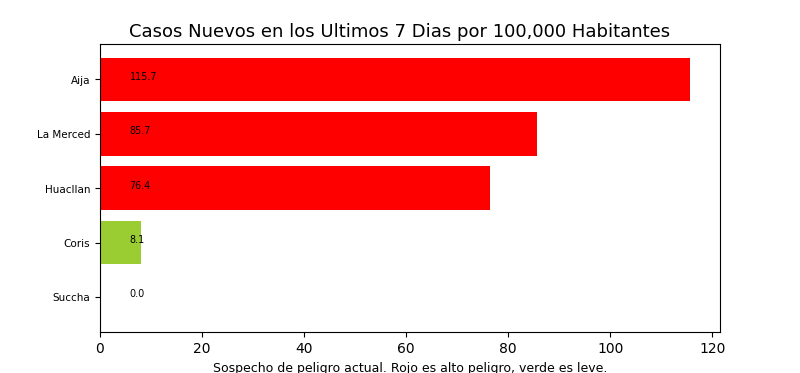 Casos Nuevos en los Ultimos 7 Dias por 100,000 Habitantes
Aija 115.7
La Merced 85.7
Huacllan 76.4
Coris 8.1
Succha 0.0
0 20 40 60 80 100 120
Sospecho de peligro actual. Rojo es alto peligro, verde es leve.